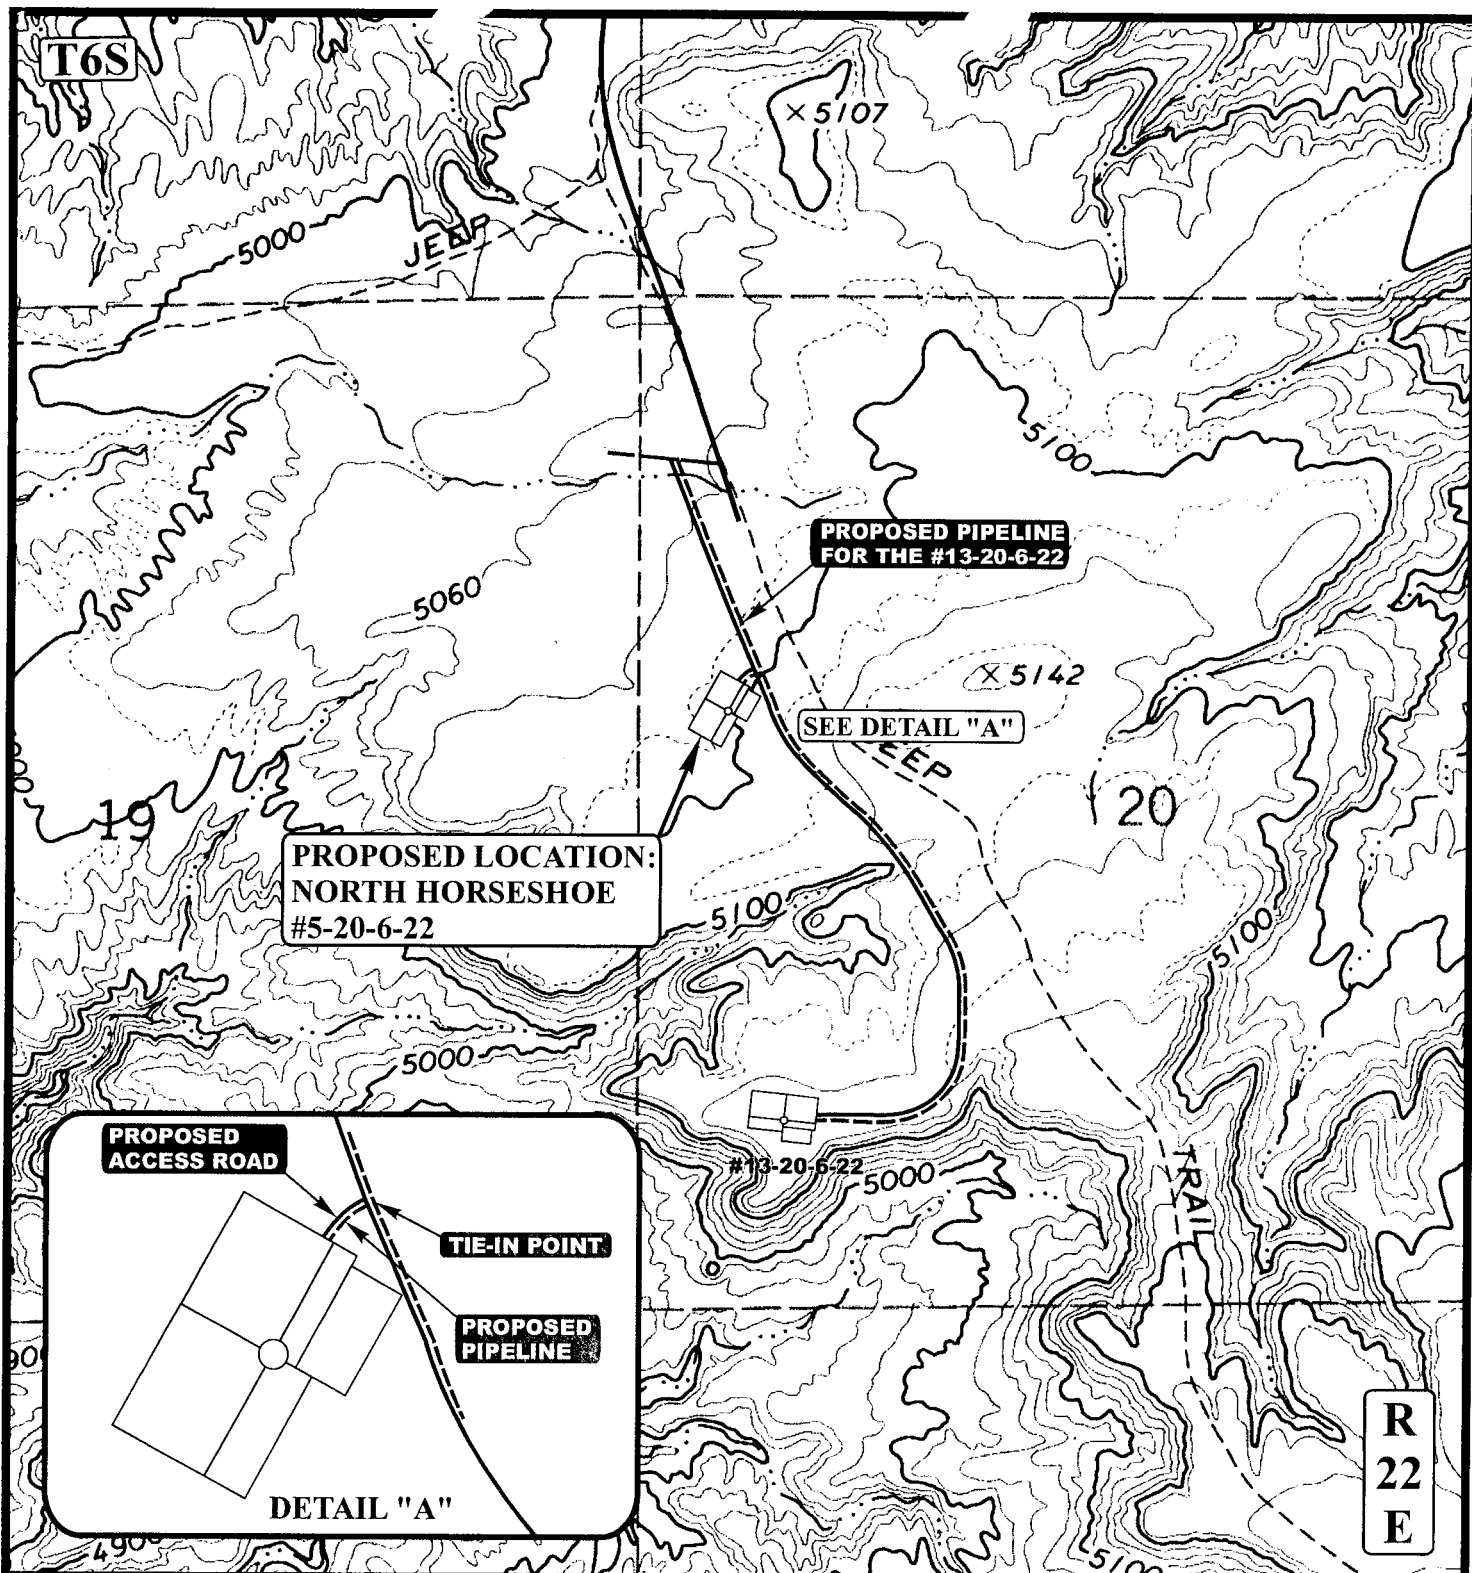 T6S
× 5107
5000
JEEP
5100
PROPOSED PIPELINE
FOR THE #13-20-6-22
5060
× 5142
SEE DETAIL "A"
EEP
19
20
PROPOSED LOCATION:
NORTH HORSESHOE
#5-20-6-22
5100
5100
5000
#13-20-6-22
5000
TRAIL
PROPOSED
ACCESS ROAD
TIE-IN POINT
PROPOSED
PIPELINE
DETAIL "A"
R
22
E
4900
5100